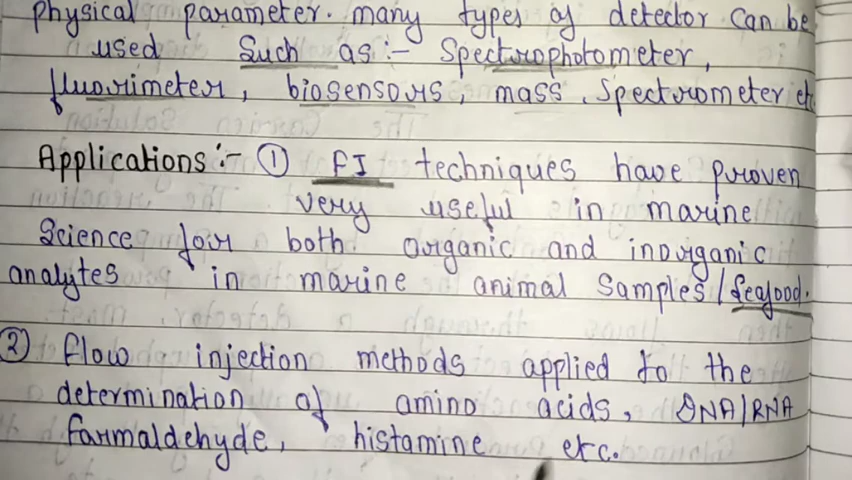 physical parameter. many types of detector can be
used Such as :- Spectrophotometer,
fluorimeter, biosensors, mass Spectrometer etc
Applications :- ① FI techniques have proven
very useful in marine
Science for both organic and inorganic
analytes in marine animal Samples / Seafood.
② Flow injection methods applied to the
determination of amino acids, DNA/RNA
farmaldehyde, histamine etc.